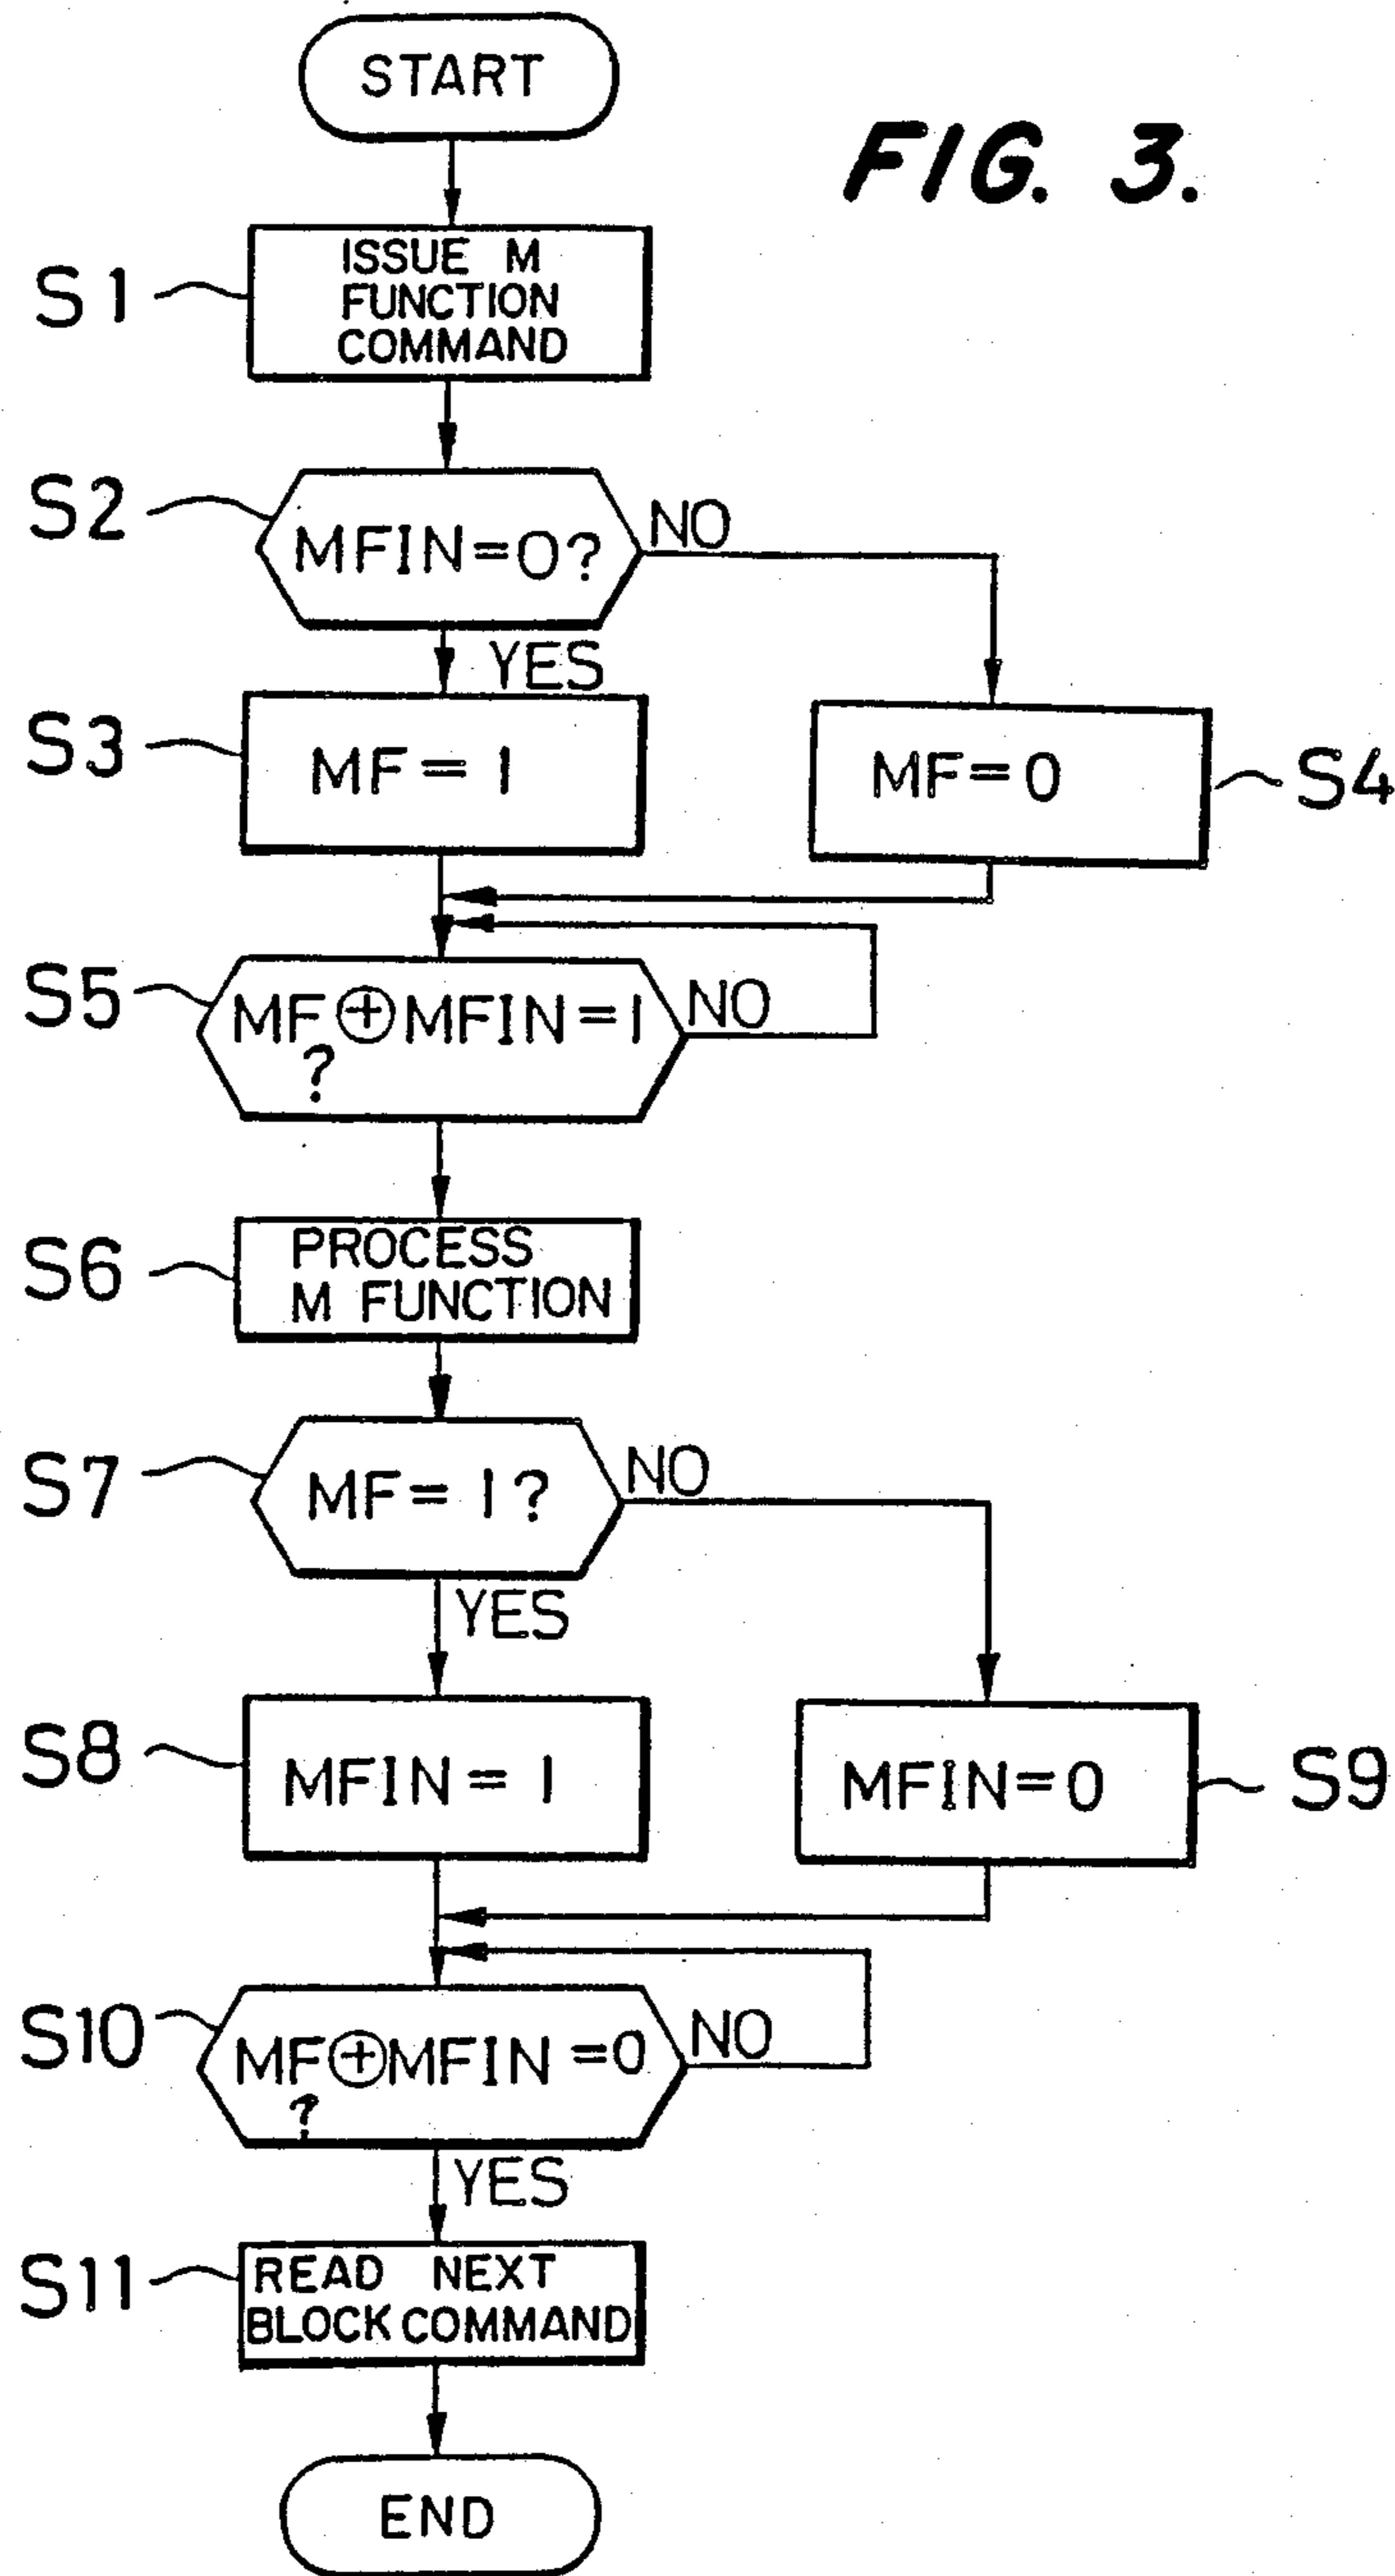 START
FIG. 3.
S1
ISSUE M
FUNCTION
COMMAND
S2
MFIN=0?
NO
YES
S3
MF = 1
MF=0
S4
S5
MF⊕MFIN=1
?
NO
S6
PROCESS
M FUNCTION
S7
MF = 1?
NO
YES
S8
MFIN = 1
MFIN=0
S9
S10
MF⊕MFIN =0
?
NO
YES
S11
READ NEXT
BLOCK COMMAND
END